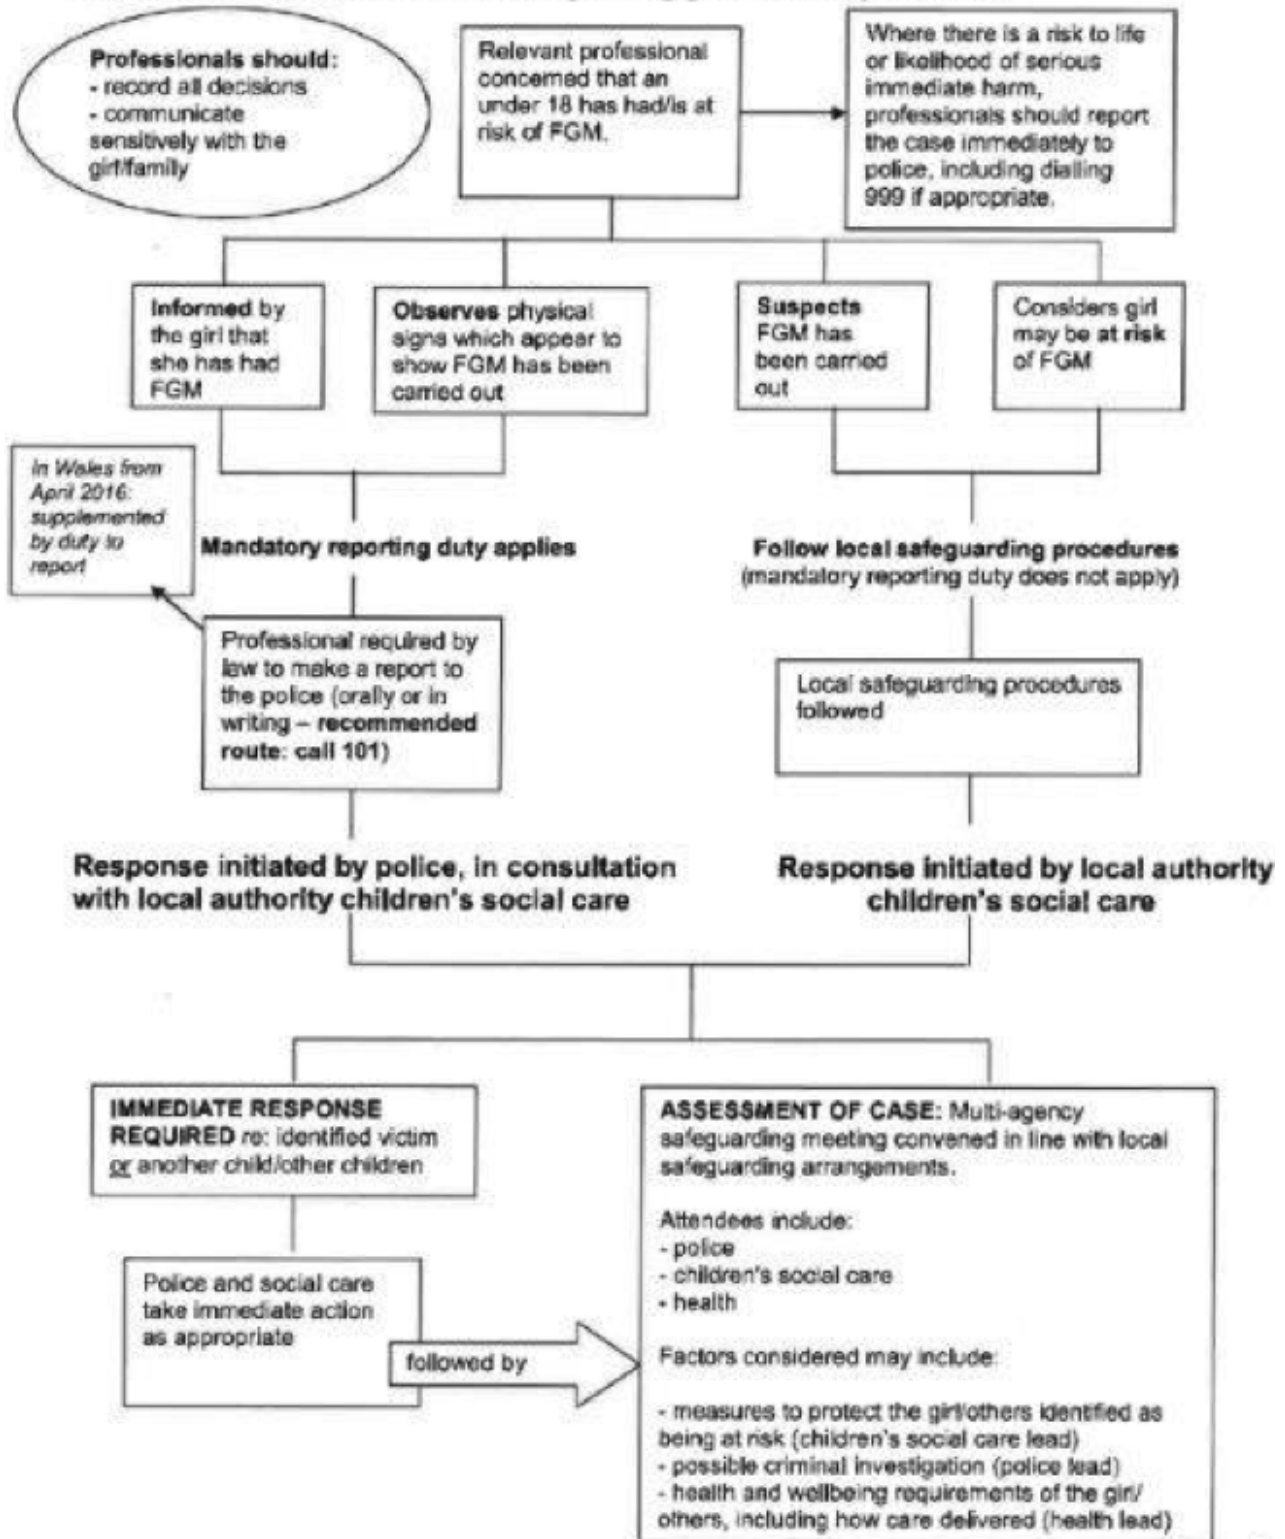 Professionals should:
- record all decisions
- communicate
sensitively with the
girl/family
Relevant professional
concerned that an
under 18 has had/is at
risk of FGM.
Where there is a risk to life
or likelihood of serious
immediate harm,
professionals should report
the case immediately to
police, including dialling
999 if appropriate.
Informed by
the girl that
she has had
FGM
Observes physical
signs which appear to
show FGM has been
carried out
Suspects
FGM has
been carried
out
Considers girl
may be at risk
of FGM
In Wales from
April 2016:
supplemented
by duty to
report
Mandatory reporting duty applies
Follow local safeguarding procedures
(mandatory reporting duty does not apply)
Professional required by
law to make a report to
the police (orally or in
writing – recommended
route: call 101)
Local safeguarding procedures
followed
Response initiated by police, in consultation
with local authority children's social care
Response initiated by local authority
children's social care
IMMEDIATE RESPONSE
REQUIRED re: identified victim
or another child/other children
Police and social care
take immediate action
as appropriate
followed by
ASSESSMENT OF CASE: Multi-agency
safeguarding meeting convened in line with local
safeguarding arrangements.
Attendees include:
- police
- children's social care
- health
Factors considered may include:
- measures to protect the girl/others identified as
being at risk (children's social care lead)
- possible criminal investigation (police lead)
- health and wellbeing requirements of the girl/
others, including how care delivered (health lead)